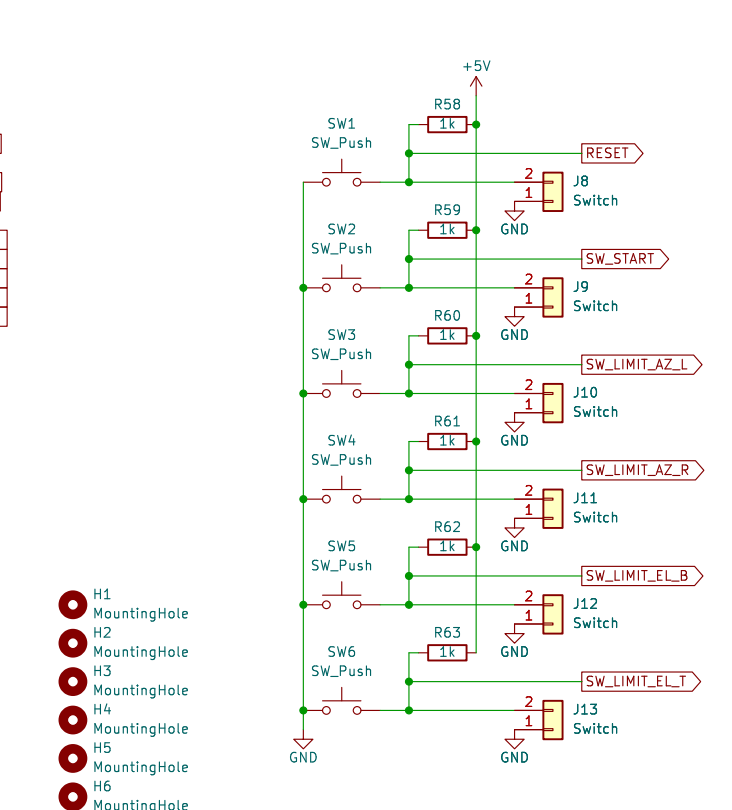 +5V
R58
1k
SW1
SW_Push
RESET
2
1
J8
Switch
GND
R59
1k
SW2
SW_Push
SW_START
2
1
J9
Switch
GND
R60
1k
SW3
SW_Push
SW_LIMIT_AZ_L
2
1
J10
Switch
GND
R61
1k
SW4
SW_Push
SW_LIMIT_AZ_R
2
1
J11
Switch
GND
R62
1k
SW5
SW_Push
SW_LIMIT_EL_B
2
1
J12
Switch
GND
R63
1k
SW6
SW_Push
SW_LIMIT_EL_T
2
1
J13
Switch
GND
GND
H1
MountingHole
H2
MountingHole
H3
MountingHole
H4
MountingHole
H5
MountingHole
H6
MountingHole